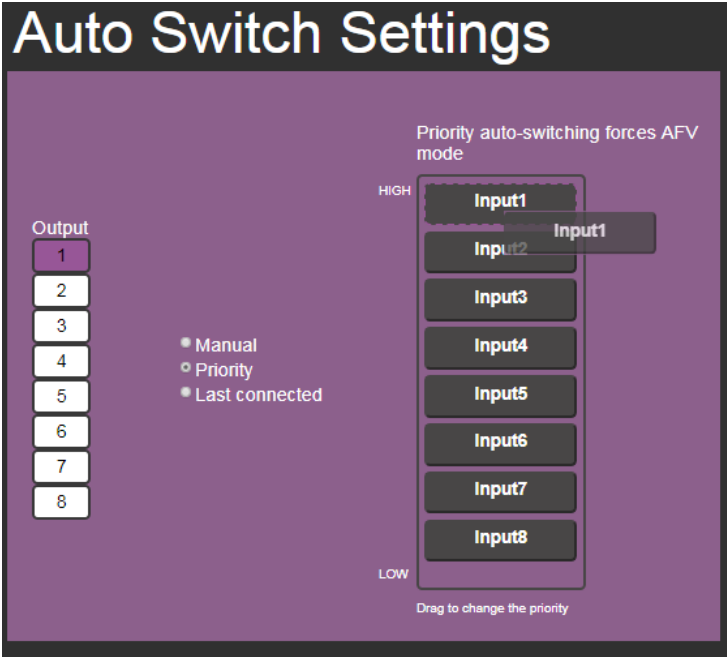 Auto Switch Settings
Priority auto-switching forces AFV
mode
HIGH
Input1
Input1
Input2
Input3
Input4
Input5
Input6
Input7
Input8
LOW
Drag to change the priority
Output
1
2
3
4
5
6
7
8
Manual
Priority
Last connected